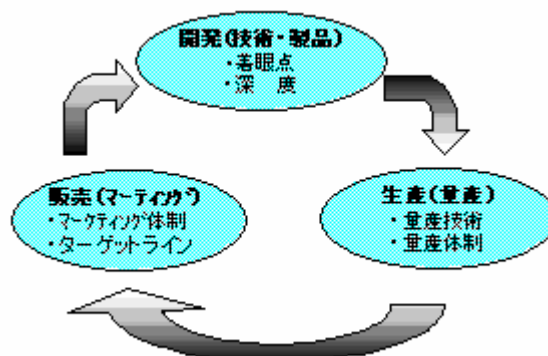 開発(技術・製品)
・着眼点
・深　度
販売(ﾏｰﾃｨﾝｸﾞ)
・ﾏｰｹﾃｨﾝｸﾞ体制
・ターゲットライン
生産(量産)
・量産技術
・量産体制